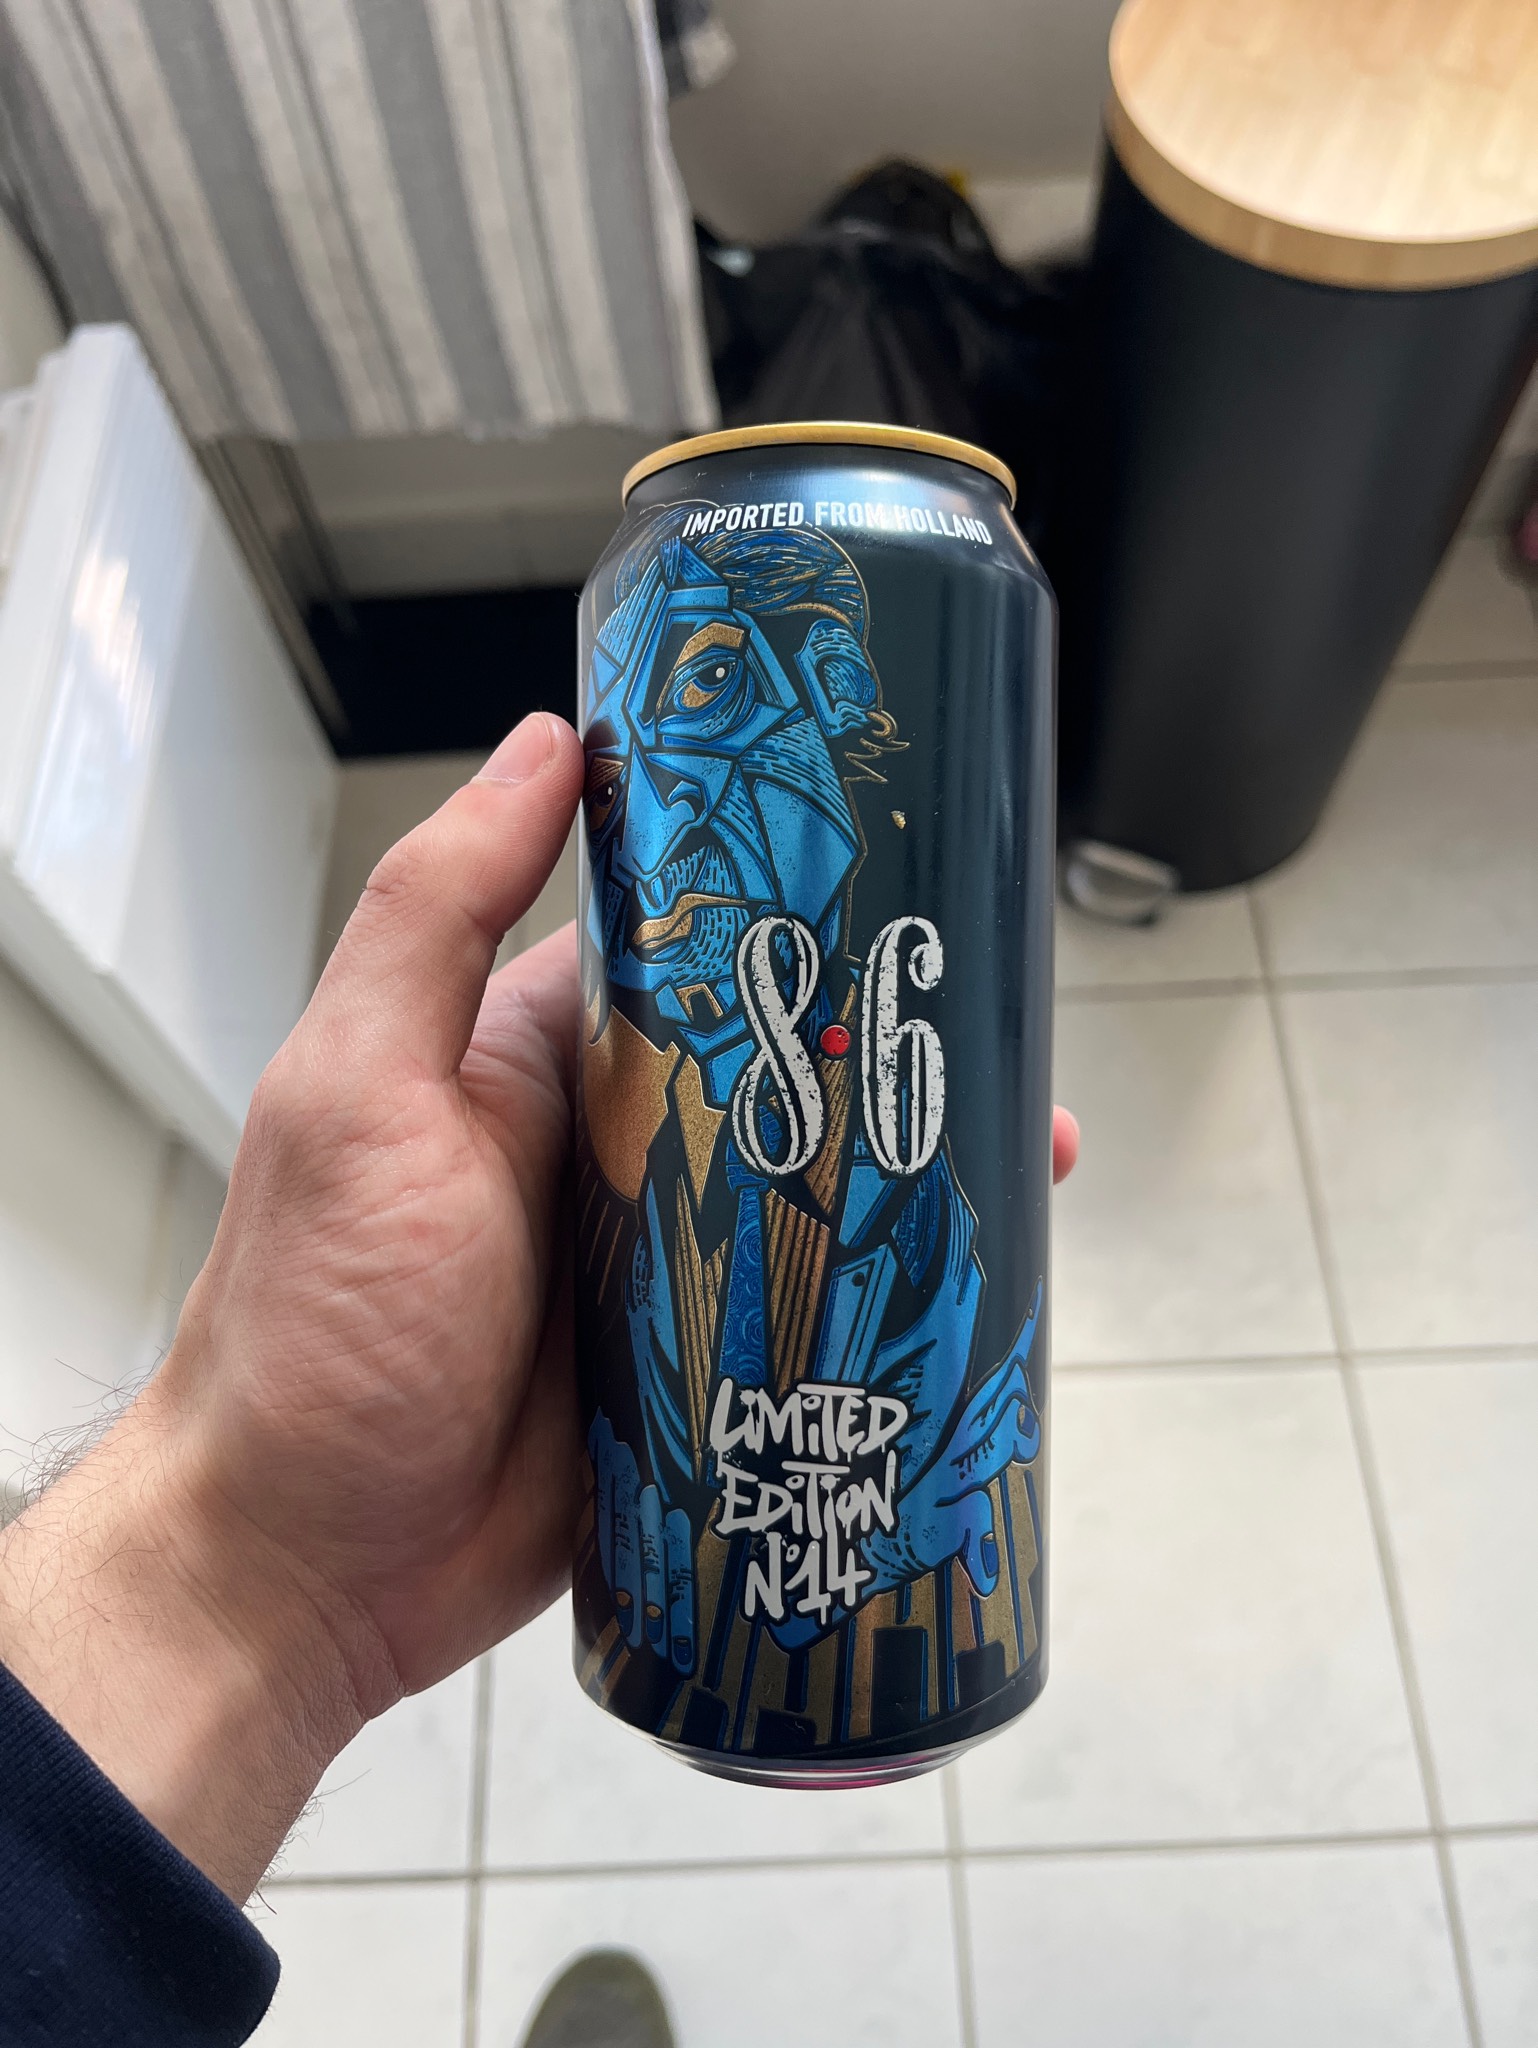 IMPORTED FROM HOLLAND
8.6
LIMITED
EDITION
N°14